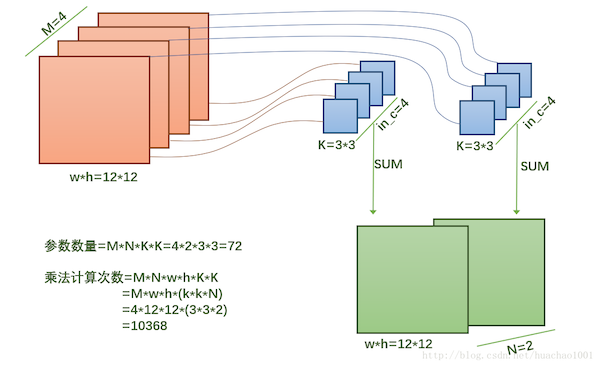 M=4
in_c=4
in_c=4
K=3*3
K=3*3
w*h=12*12
SUM
SUM
参数数量=M*N*K*K=4*2*3*3=72
乘法计算次数=M*N*w*h*K*K
=M*w*h*(k*k*N)
=4*12*12*(3*3*2)
=10368
w*h=12*12
N=2
http://blog.csdn.net/huachao1001